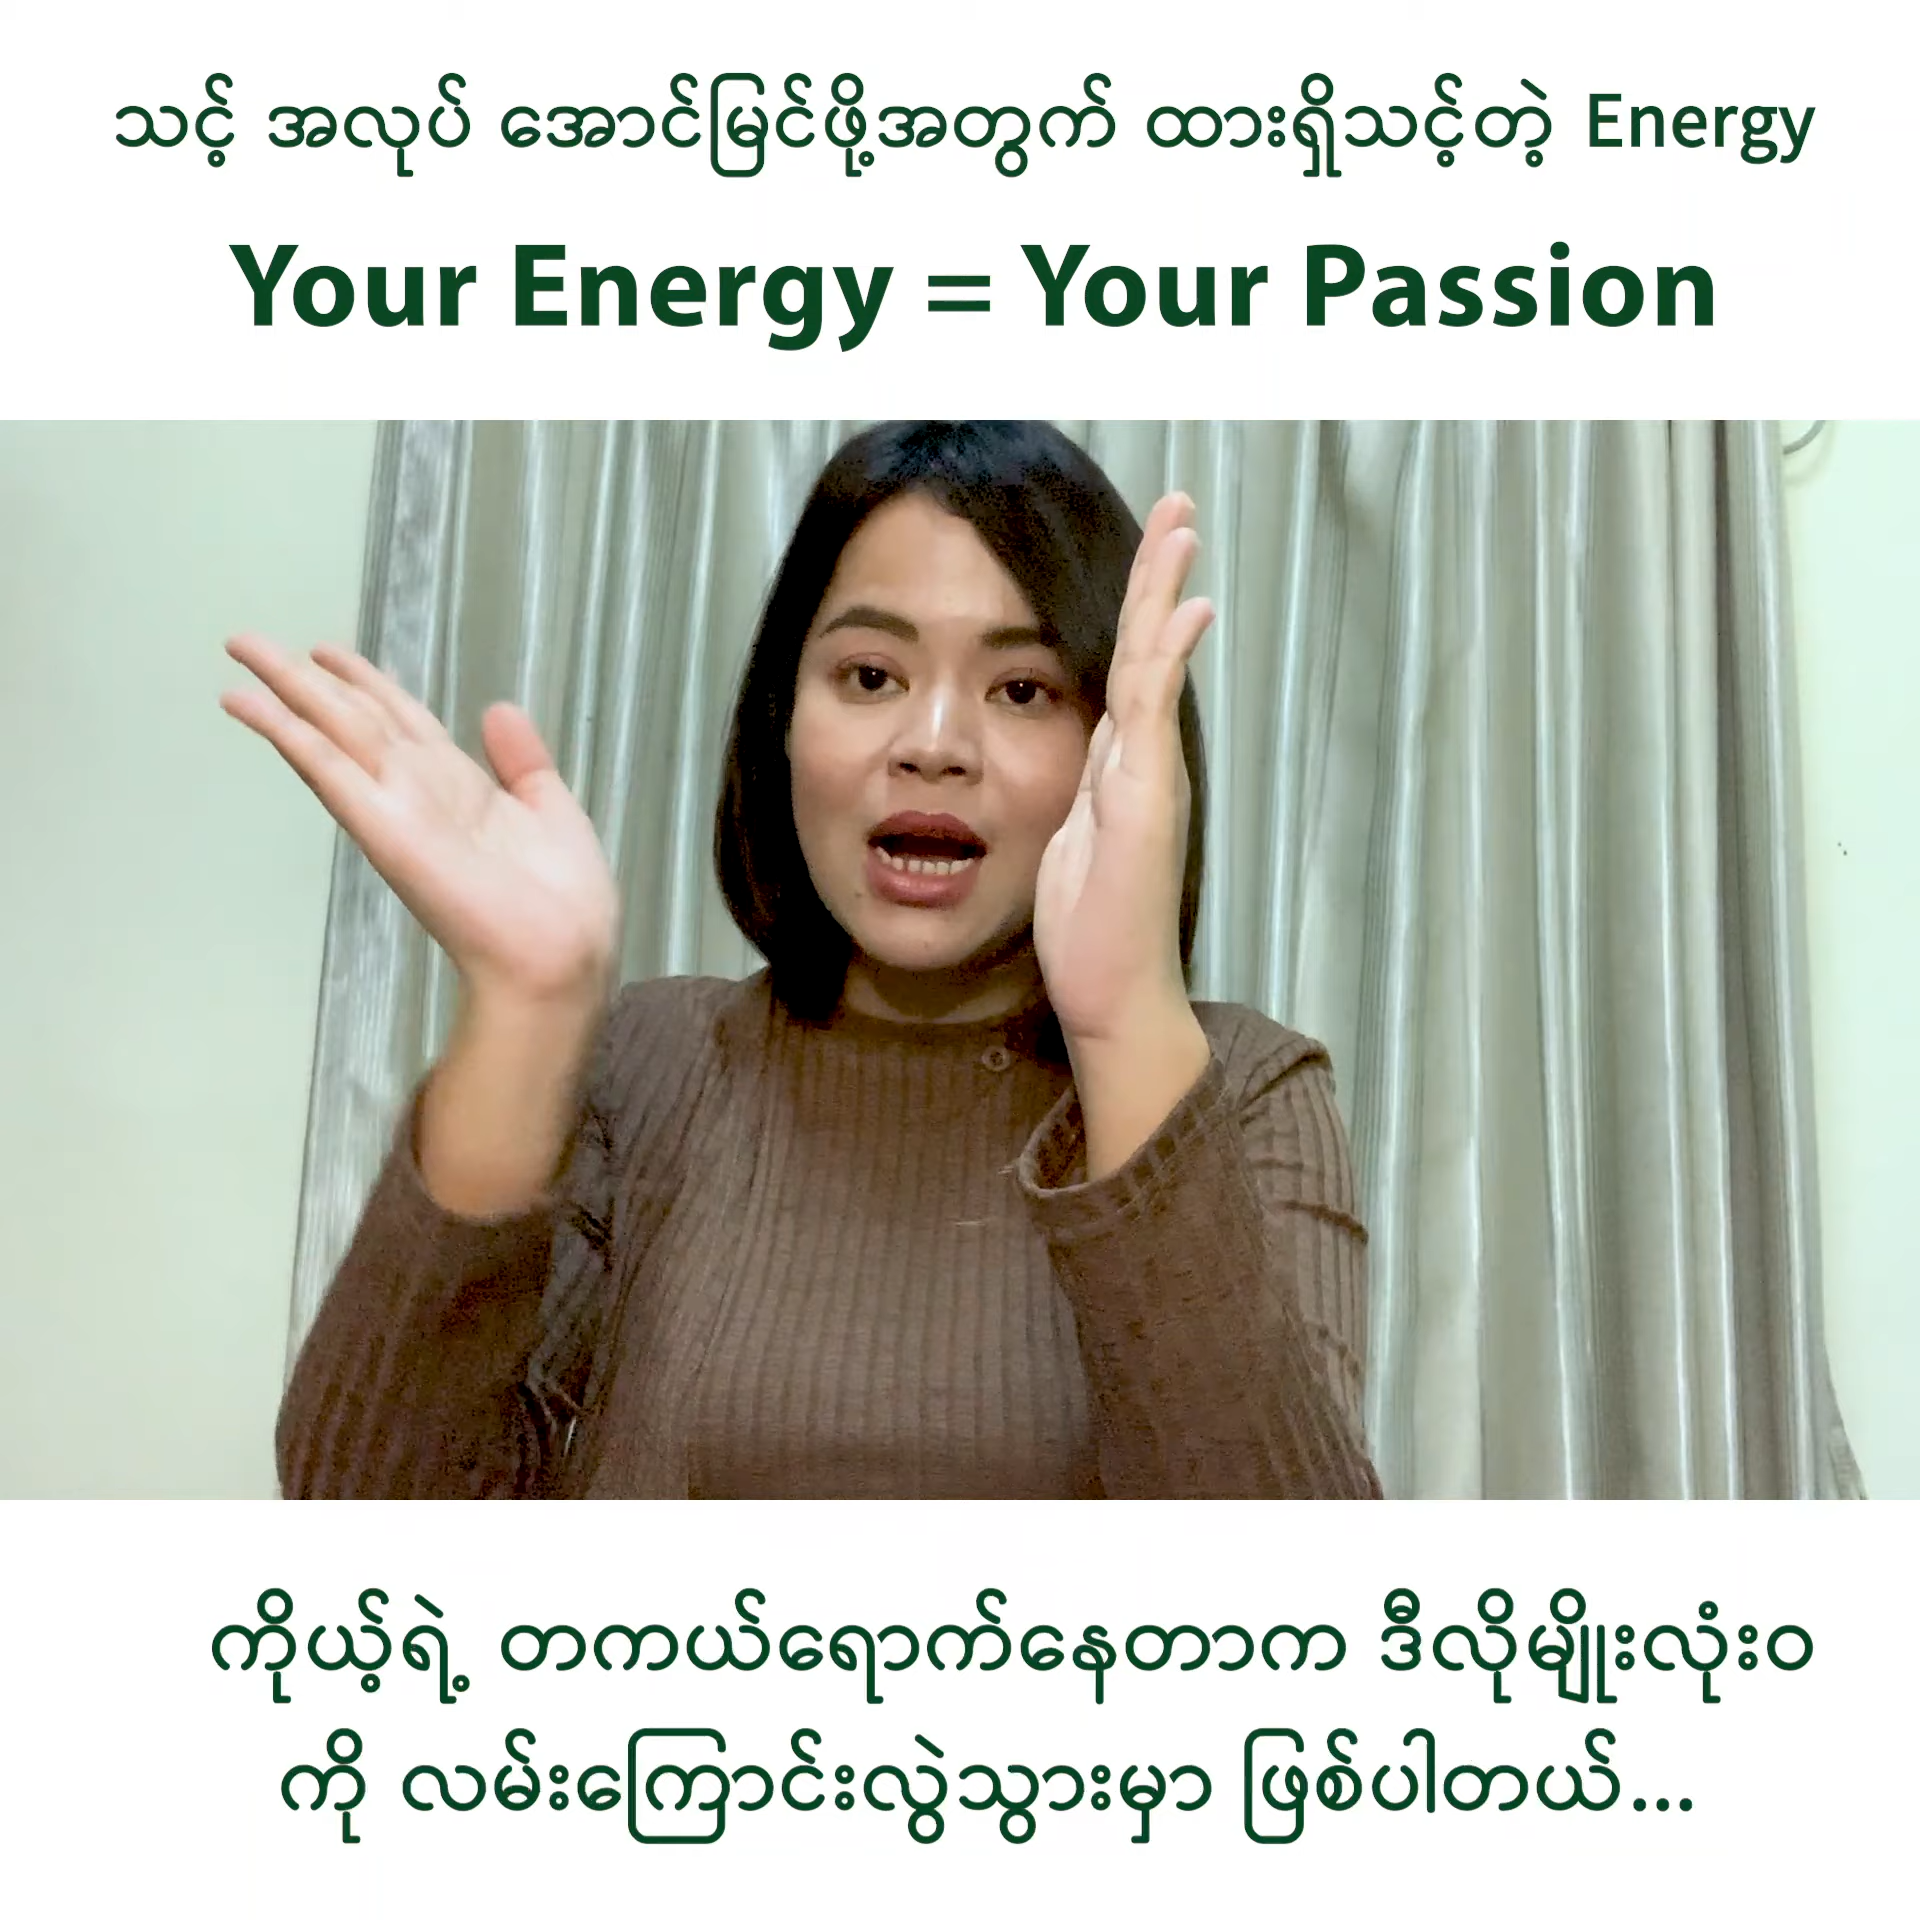 သင့် အလုပ် အောင်မြင်ဖို့အတွက် ထားရှိသင့်တဲ့ Energy
Your Energy = Your Passion
ကိုယ့်ရဲ့ တကယ်ရောက်နေတာက ဒီလိုမျိုးလုံးဝ
ကို လမ်းကြောင်းလွဲသွားမှာ ဖြစ်ပါတယ်...